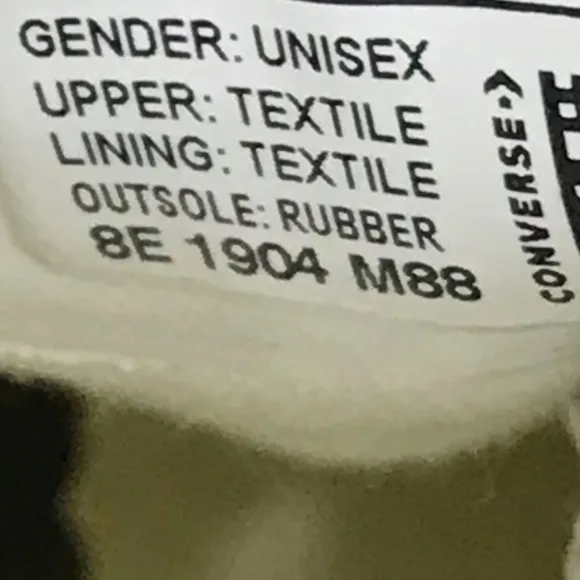 GENDER: UNISEX
UPPER: TEXTILE
LINING: TEXTILE
OUTSOLE: RUBBER
8E 1904 M88
CONVERSE